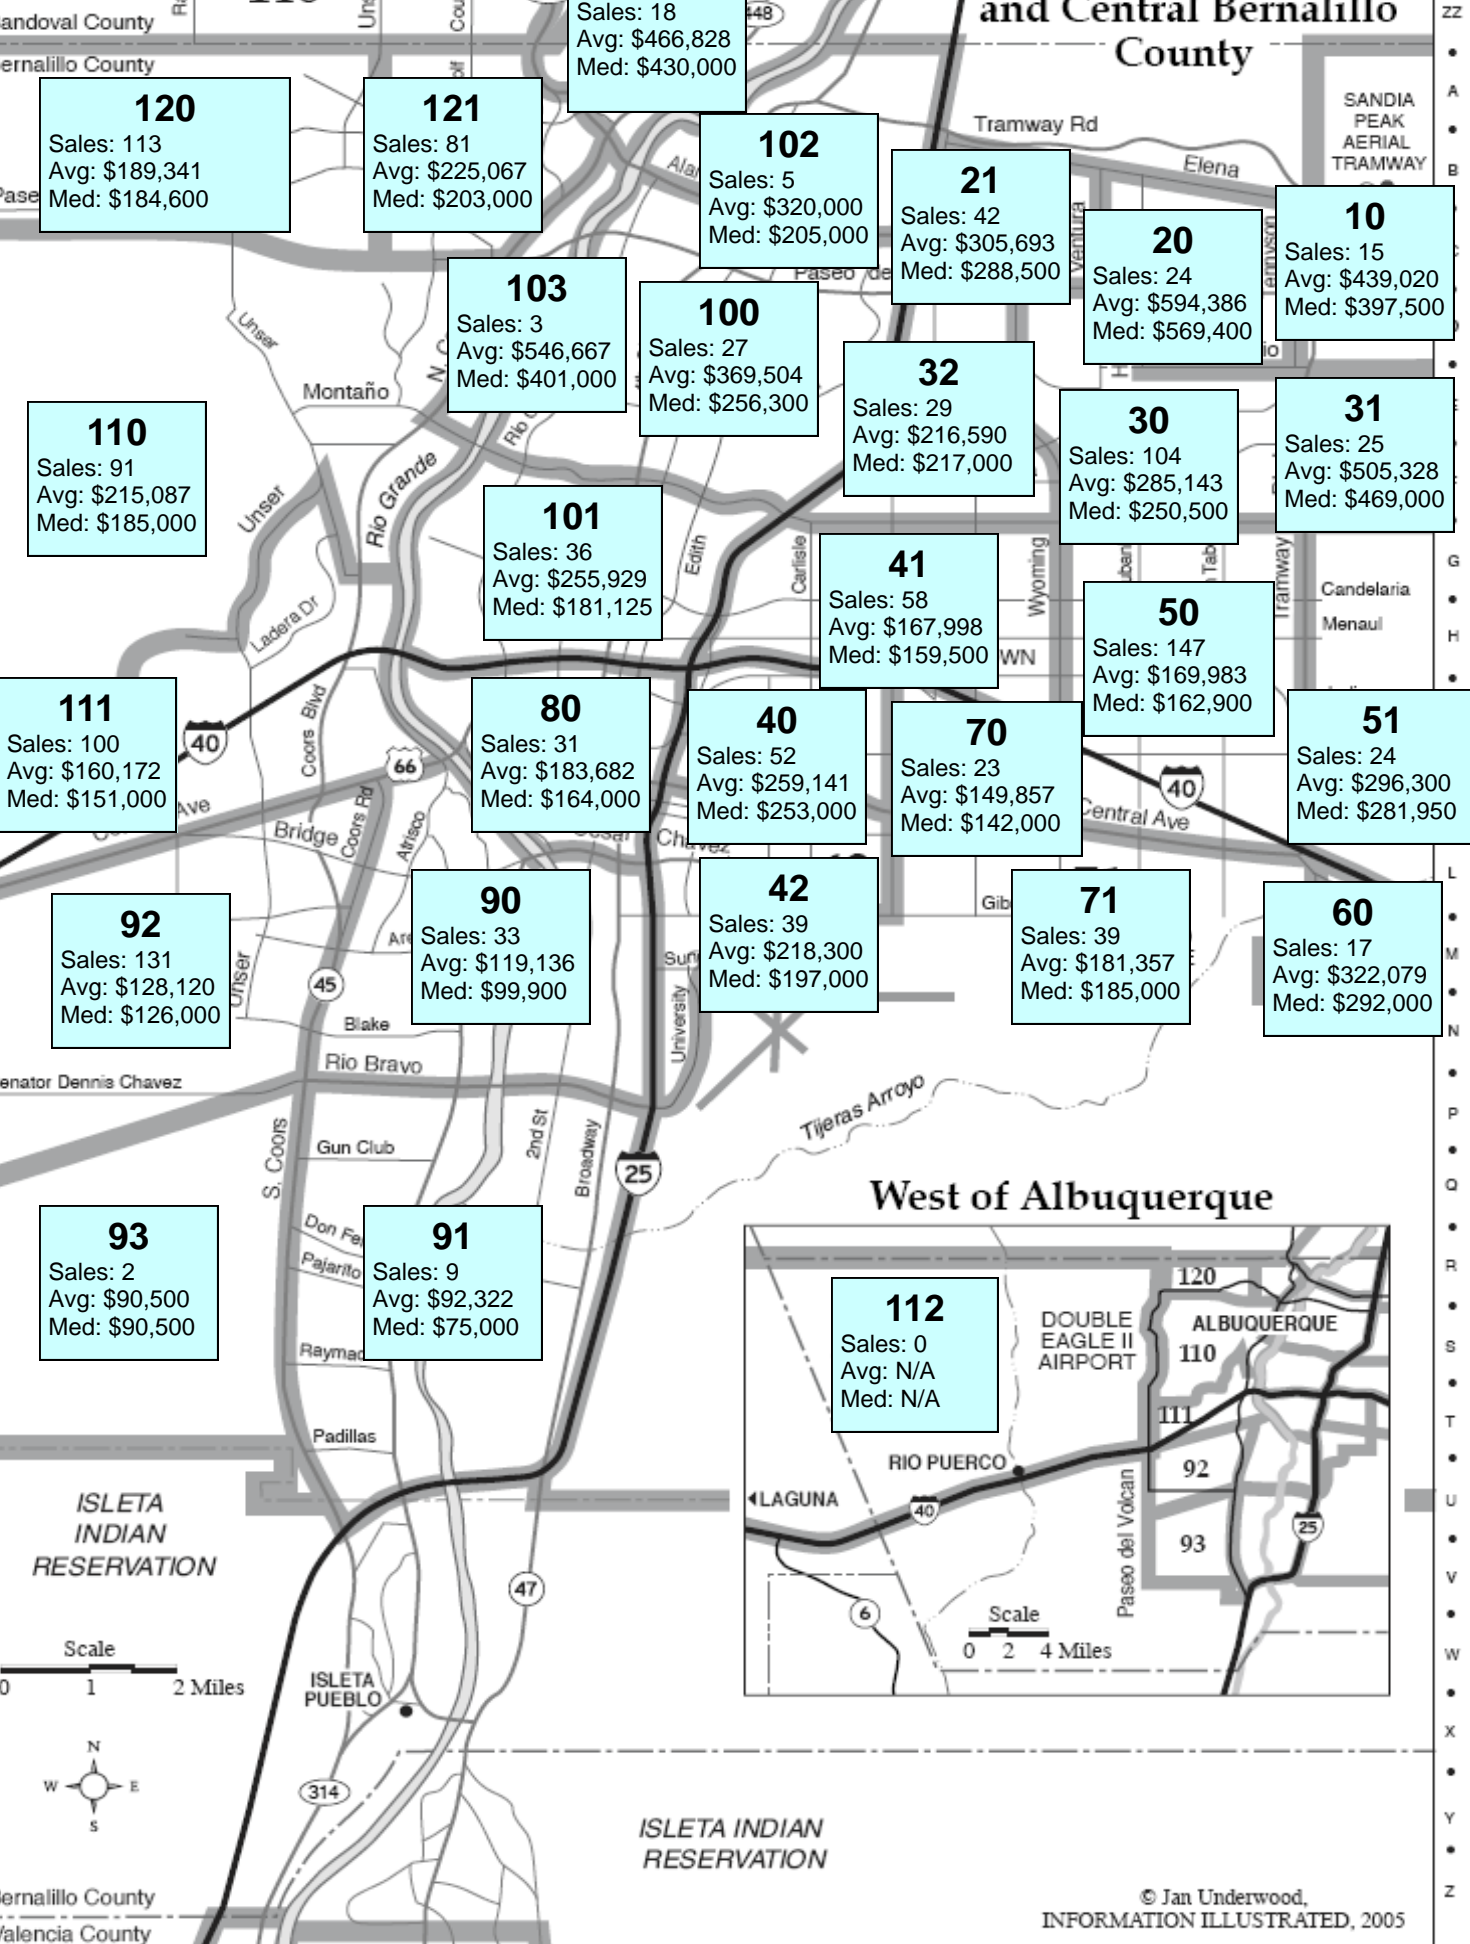 and Central Bernalillo
County
Sandoval County
Bernalillo County
448
Sales: 18
Avg: $466,828
Med: $430,000
120
Sales: 113
Avg: $189,341
Med: $184,600
121
Sales: 81
Avg: $225,067
Med: $203,000
102
Sales: 5
Avg: $320,000
Med: $205,000
Tramway Rd
Elena
SANDIA
PEAK
AERIAL
TRAMWAY
21
Sales: 42
Avg: $305,693
Med: $288,500
20
Sales: 24
Avg: $594,386
Med: $569,400
10
Sales: 15
Avg: $439,020
Med: $397,500
Paseo de
103
Sales: 3
Avg: $546,667
Med: $401,000
100
Sales: 27
Avg: $369,504
Med: $256,300
32
Sales: 29
Avg: $216,590
Med: $217,000
30
Sales: 104
Avg: $285,143
Med: $250,500
31
Sales: 25
Avg: $505,328
Med: $469,000
Unser
Montaño
110
Sales: 91
Avg: $215,087
Med: $185,000
Unser
Rio Grande
101
Sales: 36
Avg: $255,929
Med: $181,125
Edith
Carlisle
41
Sales: 58
Avg: $167,998
Med: $159,500
Wyoming
Tramway
Candelaria
Menaul
50
Sales: 147
Avg: $169,983
Med: $162,900
Ladera Dr
111
Sales: 100
Avg: $160,172
Med: $151,000
40
Coors Blvd
66
80
Sales: 31
Avg: $183,682
Med: $164,000
40
Sales: 52
Avg: $259,141
Med: $253,000
70
Sales: 23
Avg: $149,857
Med: $142,000
40
Central Ave
51
Sales: 24
Avg: $296,300
Med: $281,950
Ave
Bridge
Coors Rd
Atrisco
Chavez
92
Sales: 131
Avg: $128,120
Med: $126,000
Unser
45
90
Sales: 33
Avg: $119,136
Med: $99,900
42
Sales: 39
Avg: $218,300
Med: $197,000
71
Sales: 39
Avg: $181,357
Med: $185,000
60
Sales: 17
Avg: $322,079
Med: $292,000
University
Blake
Rio Bravo
Senator Dennis Chavez
Tijeras Arroyo
S. Coors
Gun Club
2nd St
Broadway
25
93
Sales: 2
Avg: $90,500
Med: $90,500
Don Fe
Pajarito
91
Sales: 9
Avg: $92,322
Med: $75,000
Raymac
Padillas
West of Albuquerque
112
Sales: 0
Avg: N/A
Med: N/A
DOUBLE
EAGLE II
AIRPORT
120
ALBUQUERQUE
110
111
RIO PUERCO
92
LAGUNA
40
Paseo del Volcan
93
25
6
Scale
0 2 4 Miles
ISLETA
INDIAN
RESERVATION
47
Scale
0 1 2 Miles
ISLETA
PUEBLO
N
W E
S
314
ISLETA INDIAN
RESERVATION
Bernalillo County
Valencia County
© Jan Underwood,
INFORMATION ILLUSTRATED, 2005
ZZ
A
B
G
H
L
M
N
P
Q
R
S
T
U
V
W
X
Y
Z